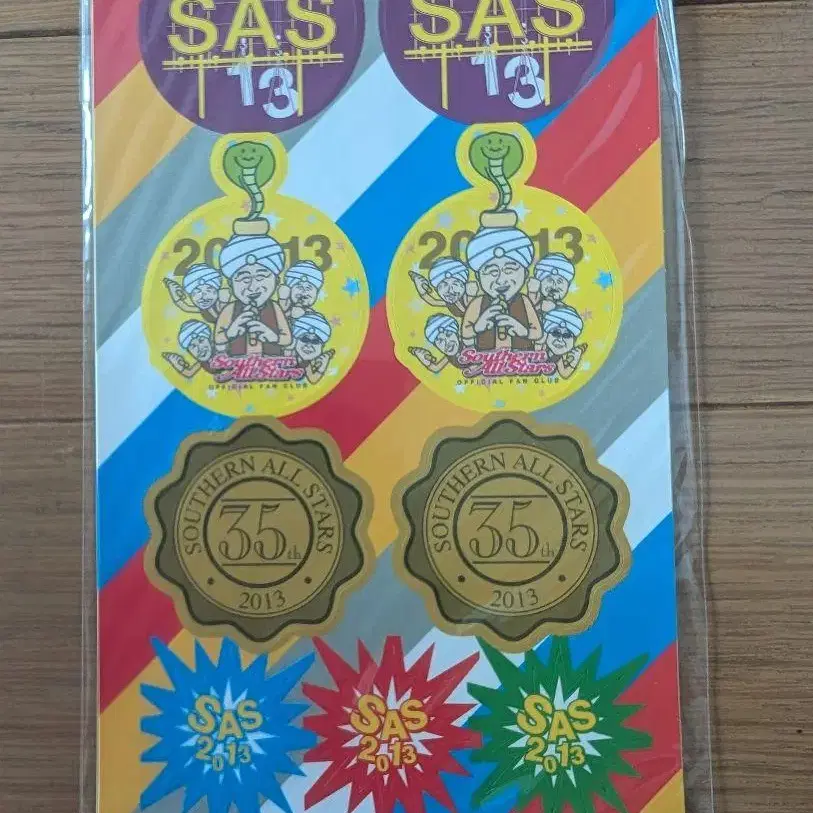 SAS
13
SAS
13
2013
Southern
All Stars
OFFICIAL FAN CLUB
2013
Southern
All Stars
OFFICIAL FAN CLUB
SOUTHERN ALL STARS
35th
2013
SOUTHERN ALL STARS
35th
2013
SAS
2013
SAS
2013
SAS
2013